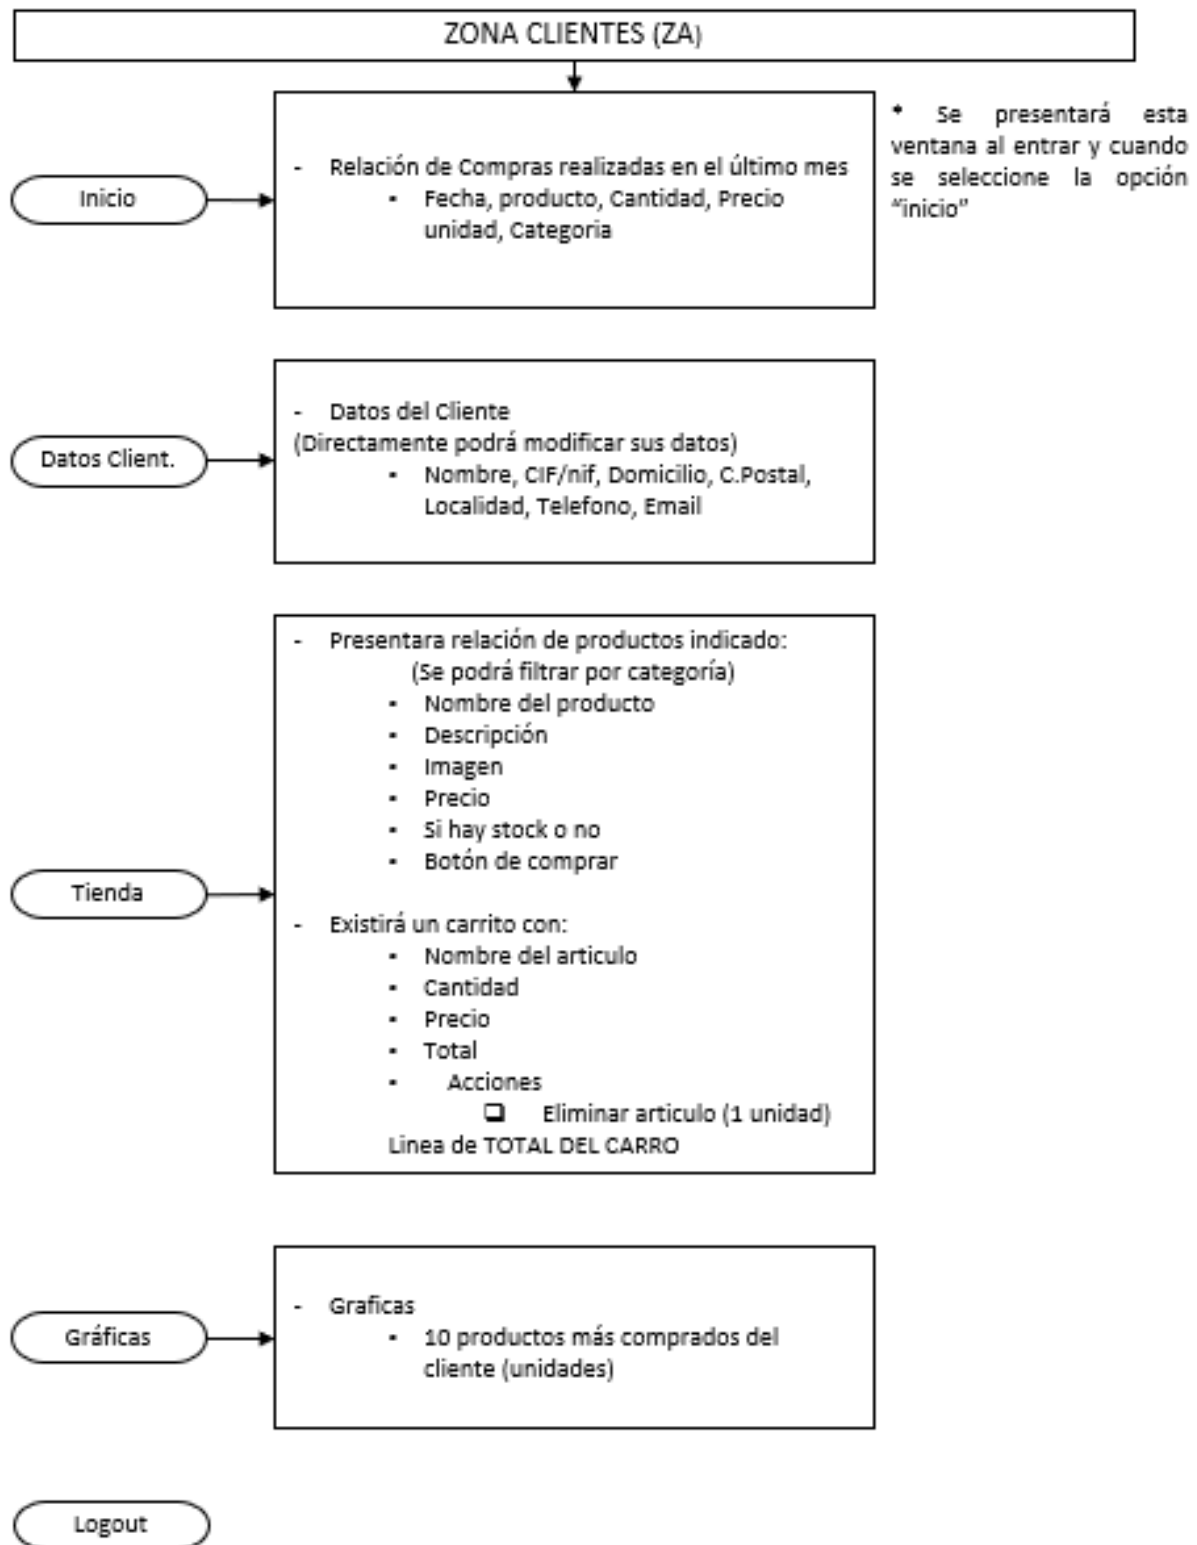 ZONA CLIENTES (ZA)
* Se presentará esta
ventana al entrar y cuando
se seleccione la opción
“inicio”
Inicio
- Relación de Compras realizadas en el último mes
▪ Fecha, producto, Cantidad, Precio
unidad, Categoria
Datos Client.
- Datos del Cliente
(Directamente podrá modificar sus datos)
▪ Nombre, CIF/nif, Domicilio, C.Postal,
Localidad, Telefono, Email
Tienda
- Presentara relación de productos indicado:
(Se podrá filtrar por categoría)
▪ Nombre del producto
▪ Descripción
▪ Imagen
▪ Precio
▪ Si hay stock o no
▪ Botón de comprar
- Existirá un carrito con:
▪ Nombre del articulo
▪ Cantidad
▪ Precio
▪ Total
▪ Acciones
❑ Eliminar articulo (1 unidad)
Linea de TOTAL DEL CARRO
Gráficas
- Graficas
▪ 10 productos más comprados del
cliente (unidades)
Logout